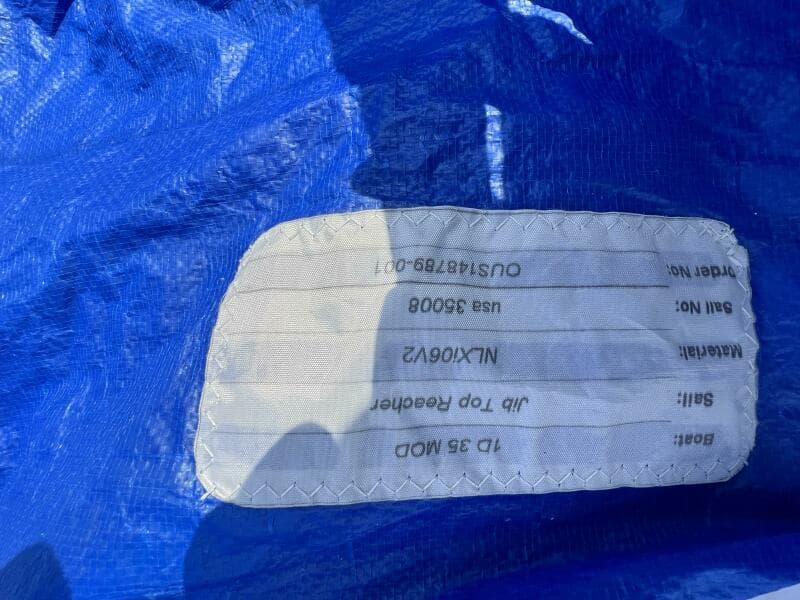 Boat: 1D 35 MOD
Sail: Jib Top Reacher
Material: NLXi06V2
Sail No: usa 35008
order No: OUS148789-001